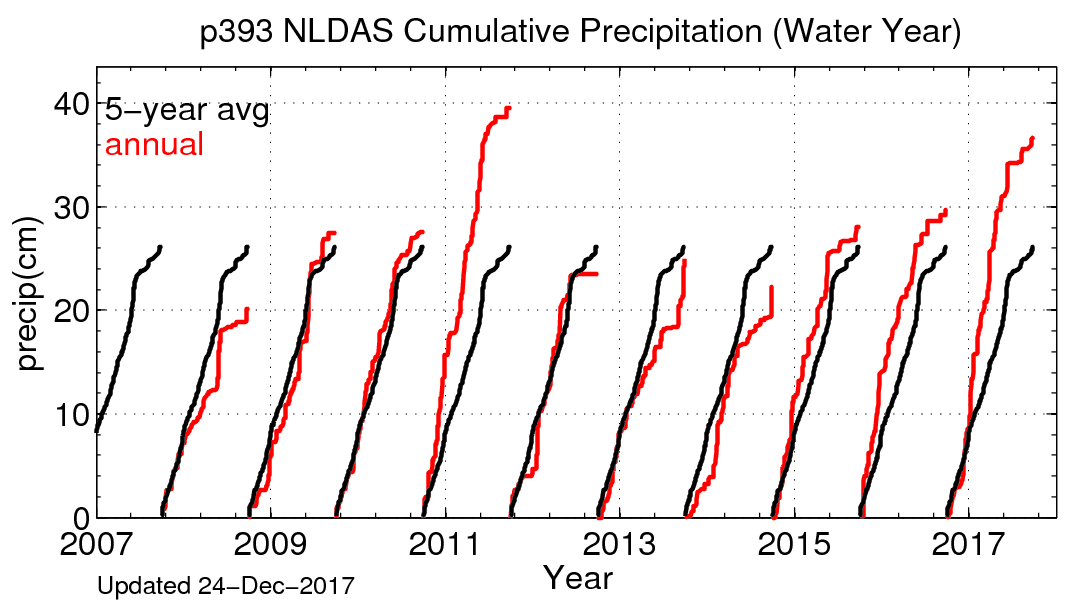 p393 NLDAS Cumulative Precipitation (Water Year)
5−year avg
annual
precip(cm)
40
30
20
10
0
2007 2009 2011 2013 2015 2017
Year
Updated 24−Dec−2017